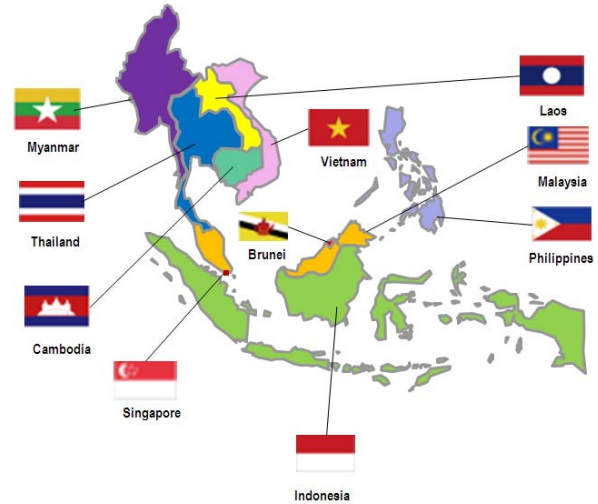 Laos
Myanmar
Vietnam
Malaysia
Thailand
Brunei
Philippines
Cambodia
Singapore
Indonesia